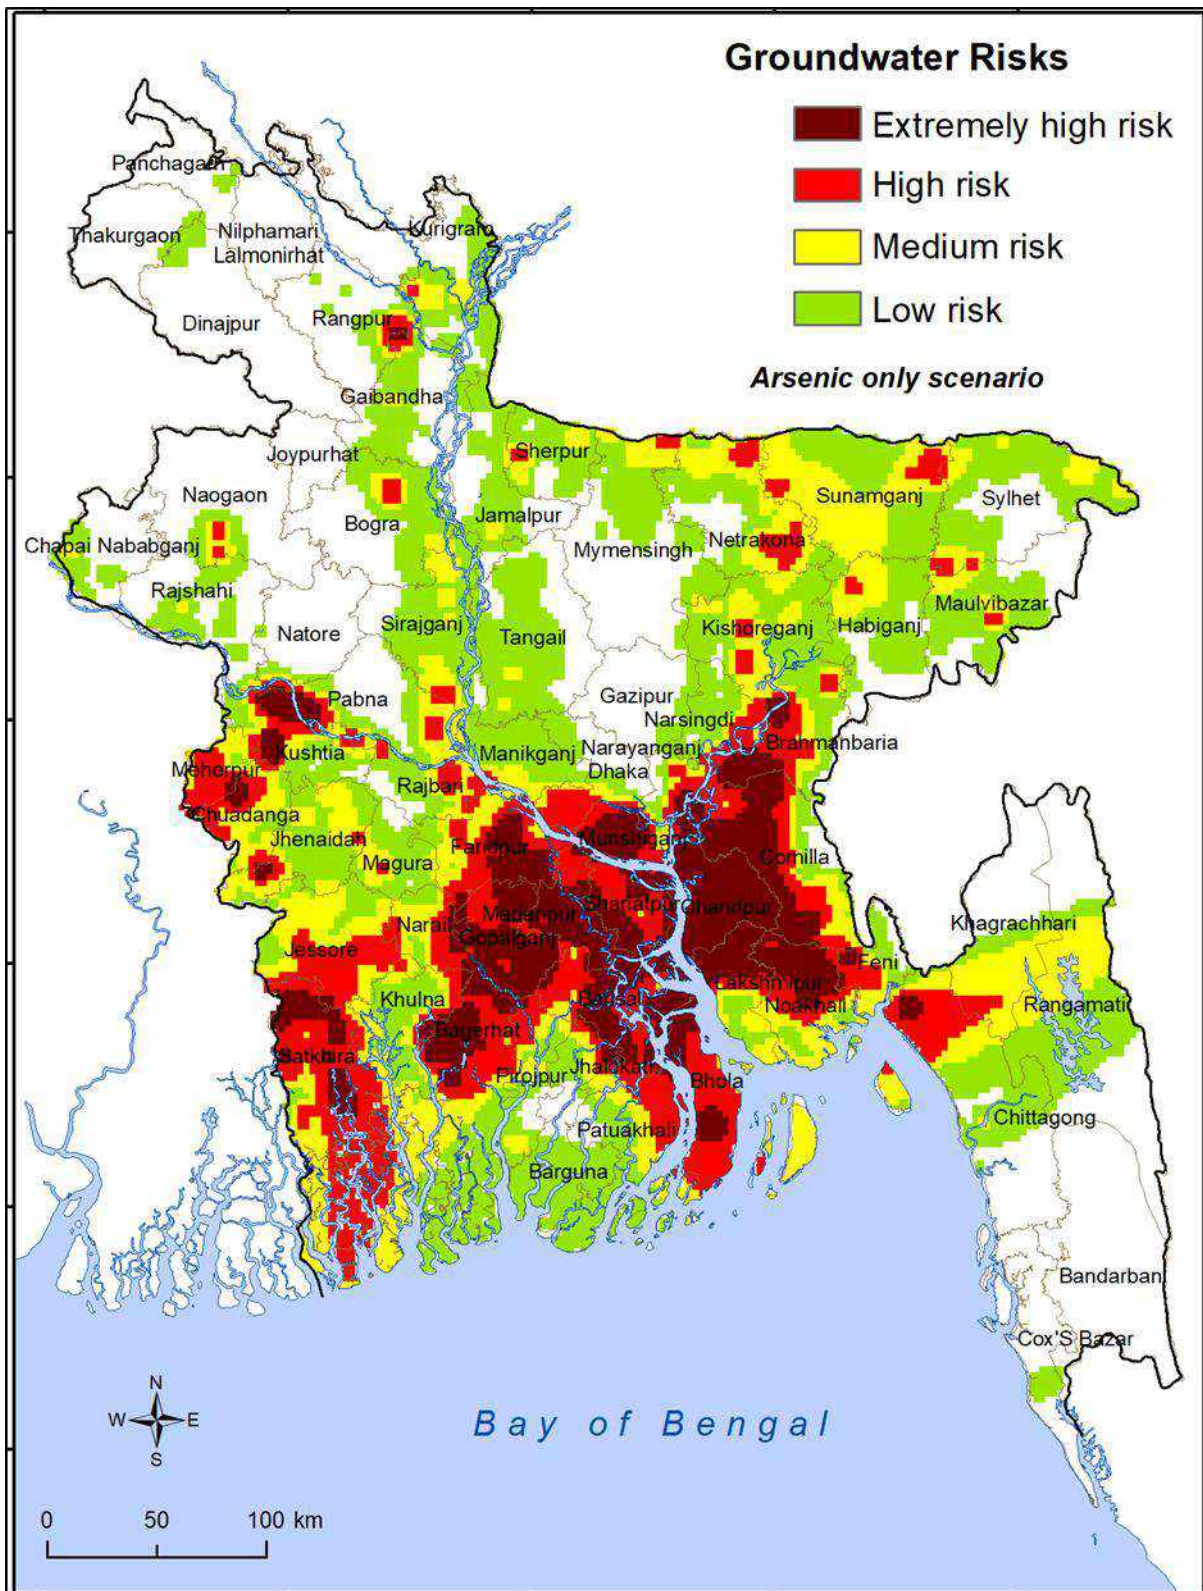 Groundwater Risks
Extremely high risk
High risk
Medium risk
Low risk
Arsenic only scenario
Panchagarh
Thakurgaon
Nilphamari
Kurigram
Lalmonirhat
Dinajpur
Rangpur
Gaibandha
Joypurhat
Sherpur
Naogaon
Bogra
Jamalpur
Sunamganj
Sylhet
Chapai Nababganj
Mymensingh
Netrakona
Rajshahi
Maulvibazar
Natore
Sirajganj
Tangail
Kishoreganj
Habiganj
Pabna
Gazipur
Narsingdi
Kushtia
Manikganj
Narayanganj
Brahmanbaria
Meherpur
Dhaka
Rajbari
Chuadanga
Jhenaidah
Magura
Faridpur
Munshiganj
Comilla
Narail
Madaripur
Shariatpur
Chandpur
Khagrachhari
Jessore
Gopalganj
Feni
Khulna
Barisal
Lakshmipur
Noakhali
Rangamati
Satkhira
Bagerhat
Pirojpur
Jhalokati
Bhola
Chittagong
Patuakhali
Barguna
Bandarban
Cox'S Bazar
N
W
E
S
Bay of Bengal
0
50
100 km